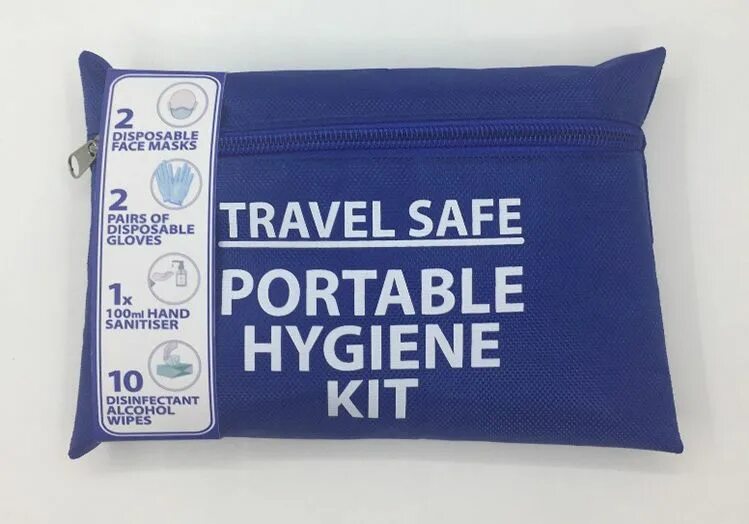 2
DISPOSABLE
FACE MASKS
2
PAIRS OF
DISPOSABLE
GLOVES
1x
100ml HAND
SANITISER
10
DISINFECTANT
ALCOHOL
WIPES
TRAVEL SAFE
PORTABLE
HYGIENE
KIT